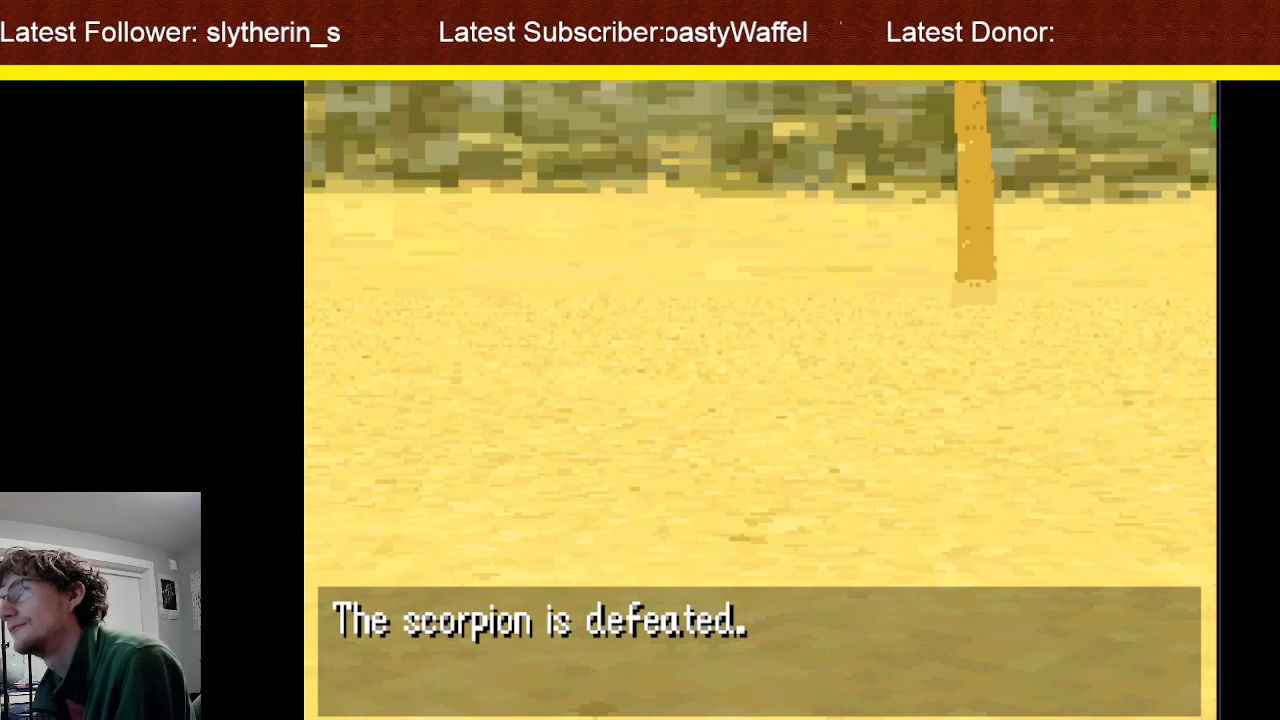 Latest Follower: slytherin_s
Latest Subscriber:oastyWaffel
Latest Donor:
The scorpion is defeated.